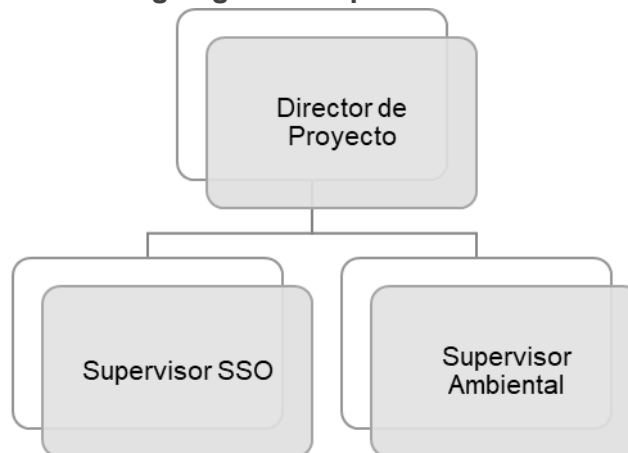 Director de
Proyecto
Supervisor SSO
Supervisor
Ambiental